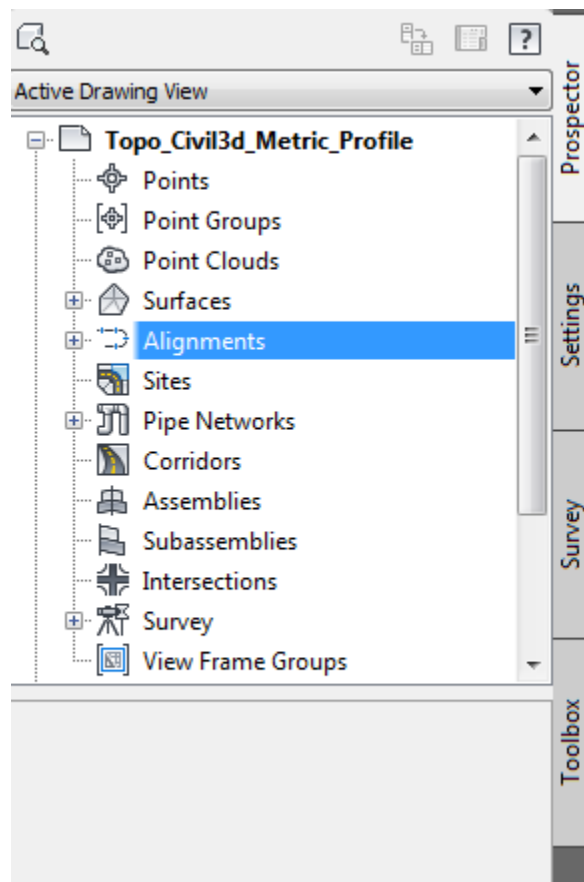 ?
Active Drawing View
Topo_Civil3d_Metric_Profile
Points
Point Groups
Point Clouds
Surfaces
Alignments
Sites
Pipe Networks
Corridors
Assemblies
Subassemblies
Intersections
Survey
View Frame Groups
Prospector
Settings
Survey
Toolbox